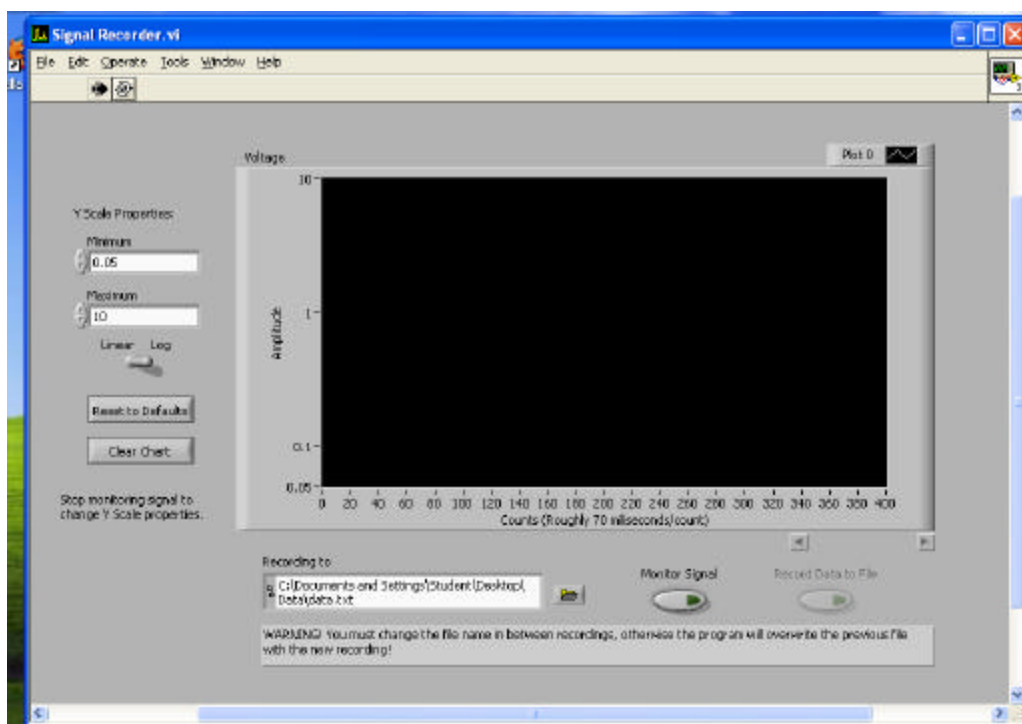 Signal Recorder.vi
File Edit Operate Tools Window Help
Voltage
Plot 0
Y Scale Properties:
Minimum
0.05
Maximum
10
Linear Log
Reset to Defaults
Clear Chart
Stop monitoring signal to
change Y Scale properties.
Amplitude
10
1
0.1
0.05
0 20 40 60 80 100 120 140 160 180 200 220 240 260 280 300 320 340 360 380 400
Counts (Roughly 70 miliseconds/count)
Recording to
C:\Documents and Settings\Student\Desktop\
Data\data.txt
Monitor Signal
Record Data to File
WARNING! You must change the file name in between recordings, otherwise the program will overwrite the previous file
with the new recording!